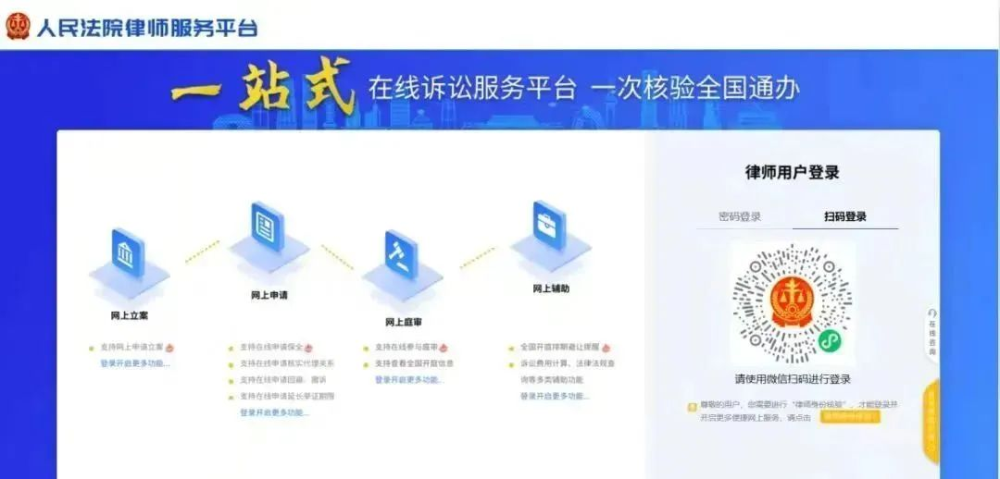 人民法院律师服务平台
一站式 在线诉讼服务平台 一次核验全国通办
网上立案
支持网上申请立案
登录开启更多功能...
网上申请
支持在线申请保全
支持在线申请核实代理关系
支持在线申请回避、撤诉
支持在线申请延长举证期限
登录开启更多功能...
网上庭审
支持在线参与庭审
支持查看全国开庭信息
登录开启更多功能...
网上辅助
全国开庭排期避让提醒
诉讼费用计算、法律法规查
询等多类辅助功能
登录开启更多功能...
律师用户登录
密码登录 扫码登录
请使用微信扫码进行登录
尊敬的用户,您需要进行“律师身份核验”,才能登录并
开启更多便捷网上服务,请点击
在线咨询